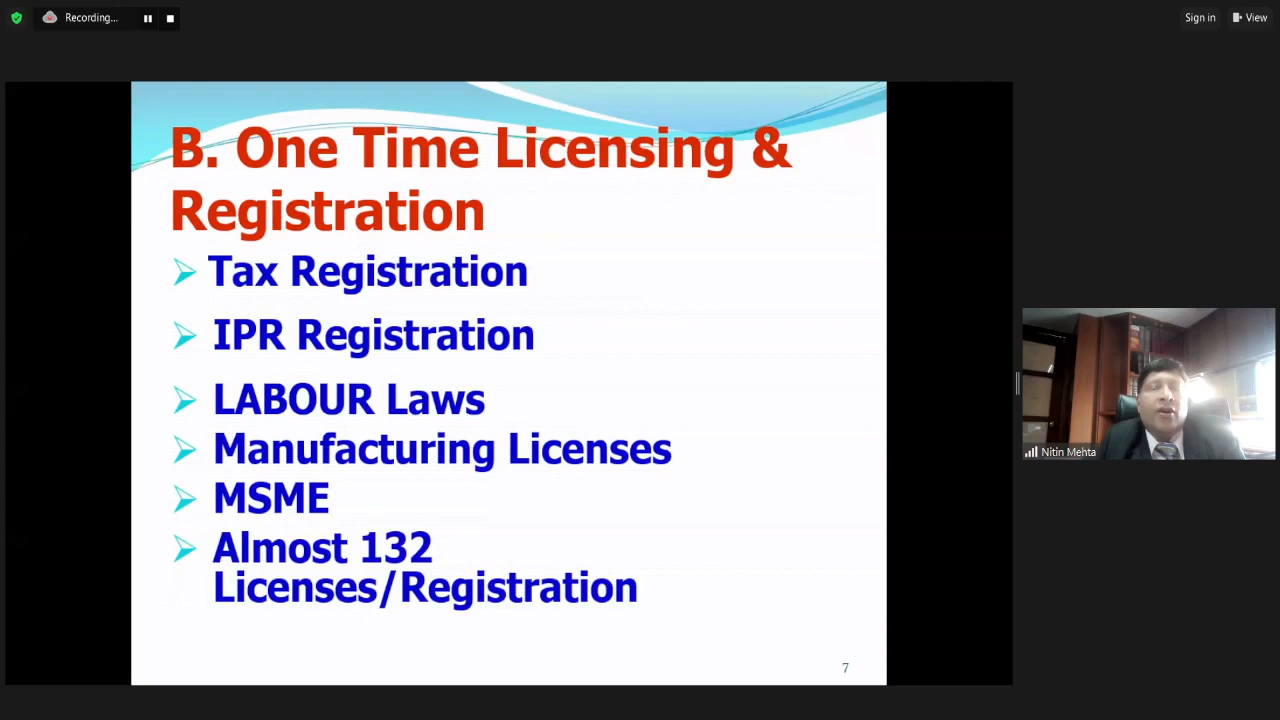 Recording...
Sign in
View
B. One Time Licensing &
Registration
Tax Registration
IPR Registration
LABOUR Laws
Manufacturing Licenses
MSME
Almost 132
Licenses/Registration
7
Nitin Mehta